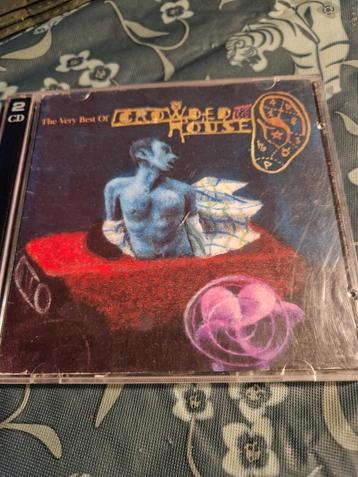 2
CD
The Very Best Of CROWDED
HOUSE